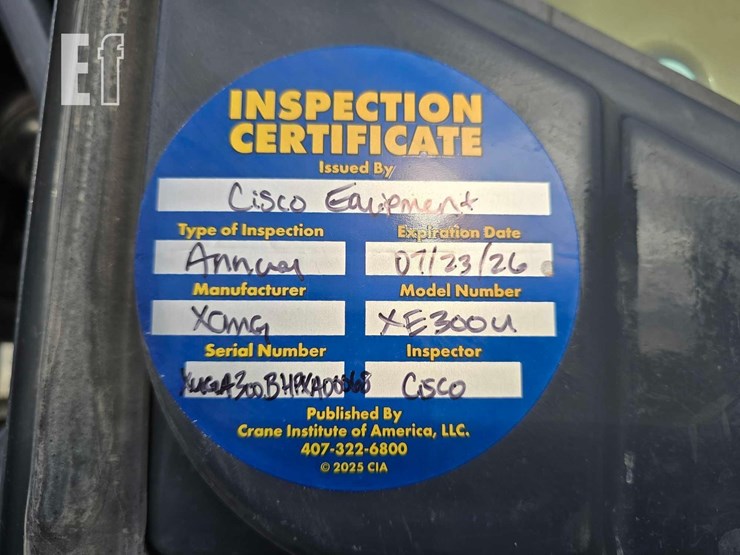 Ef
INSPECTION
CERTIFICATE
Issued By
Cisco Equipment
Type of Inspection Expiration Date
Annual 07/23/26
Manufacturer Model Number
XCMG XE300U
Serial Number Inspector
Cisco
Published By
Crane Institute of America, LLC.
407-322-6800
© 2025 CIA